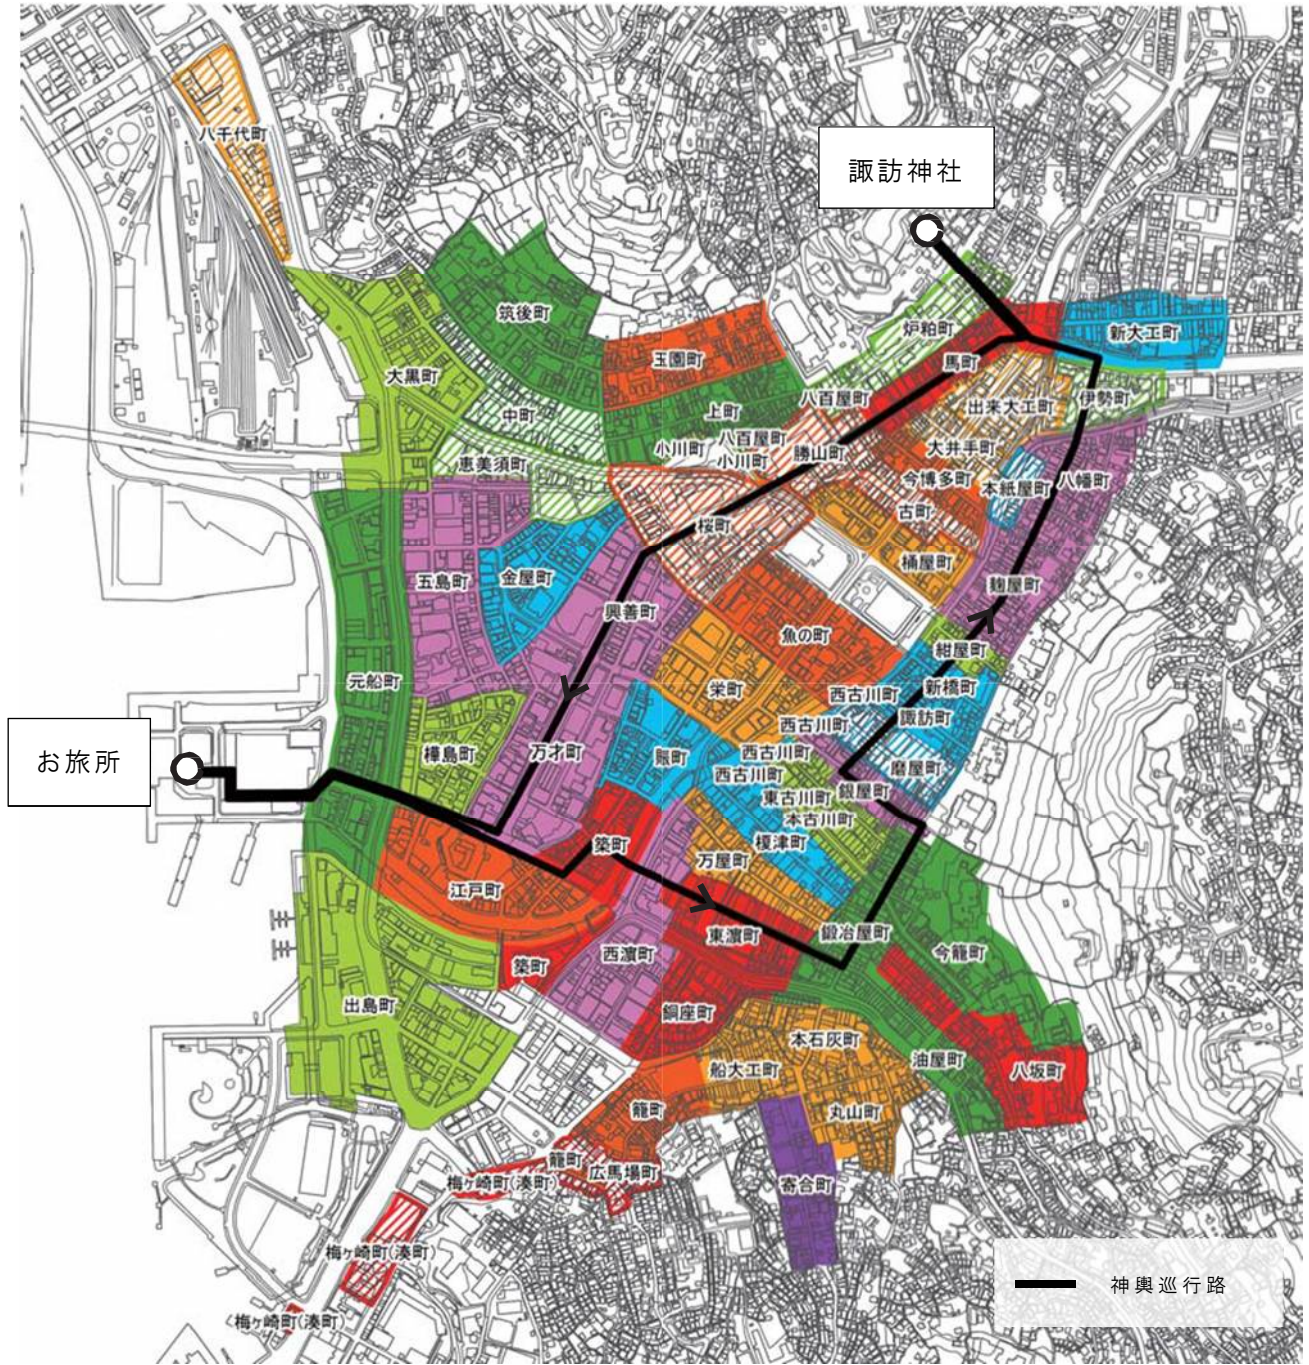 八千代町
諏訪神社
筑後町
炉粕町
新大工町
玉園町
馬町
大黒町
伊勢町
八百屋町
上町
出来大工町
中町
八百屋町
小川町
大井手町
勝山町
小川町
恵美須町
今博多町
八幡町
本紙屋町
古町
桜町
桶屋町
五島町
金屋町
麹屋町
興善町
魚の町
紺屋町
元船町
新橋町
栄町
西古川町
諏訪町
西古川町
樺島町
万才町
賑町
西古川町
お旅所
磨屋町
西古川町
銀屋町
東古川町
本古川町
築町
榎津町
万屋町
江戸町
鍛冶屋町
東濵町
今籠町
西濵町
築町
出島町
銅座町
本石灰町
船大工町
油屋町
八坂町
籠町
丸山町
籠町
広馬場町
梅ヶ崎町(湊町)
寄合町
梅ヶ崎町(湊町)
神輿巡行路
梅ヶ崎町(湊町)